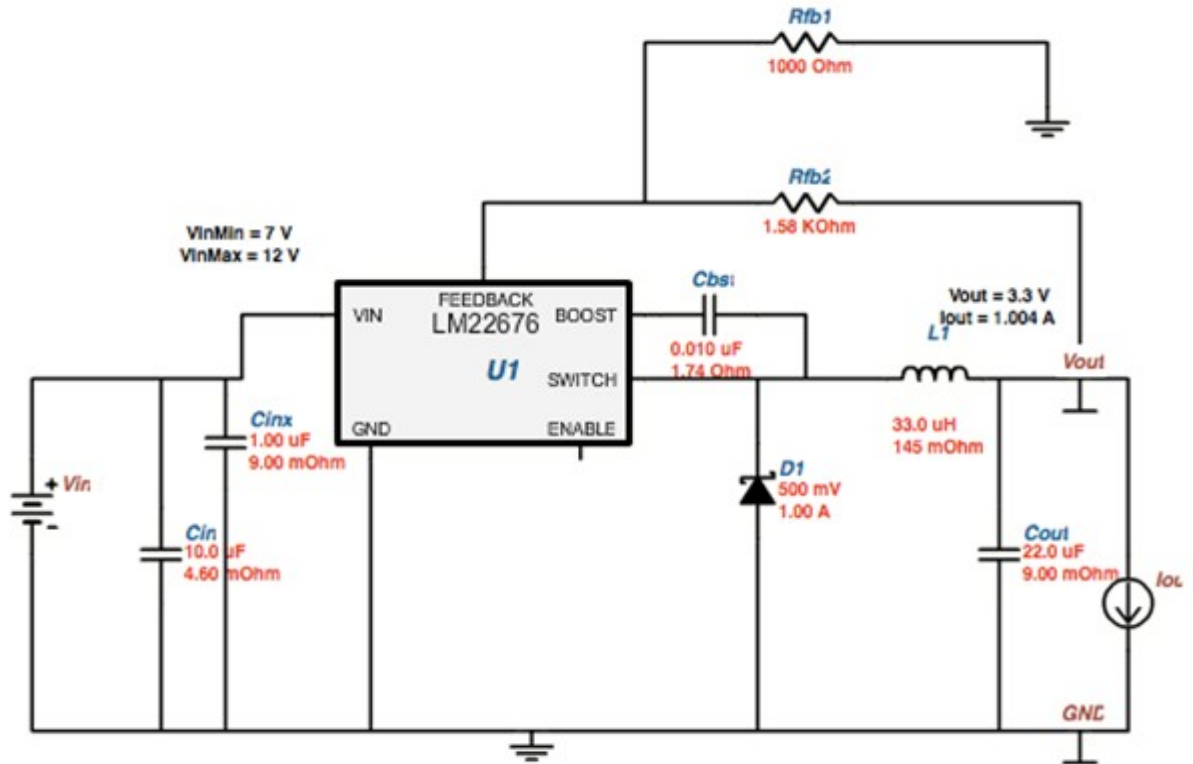 Rfb1
1000 Ohm
Rfb2
1.58 KOhm
VinMin = 7 V
VinMax = 12 V
FEEDBACK
LM22676
VIN
BOOST
U1
SWITCH
GND
ENABLE
0.010 uF
1.74 Ohm
Vout = 3.3 V
Iout = 1.004 A
L1
33.0 uH
145 mOhm
Vout
Cinx
1.00 uF
9.00 mOhm
+ Vin
-
Cin
10.0 uF
4.60 mOhm
D1
500 mV
1.00 A
Cout
22.0 uF
9.00 mOhm
GND